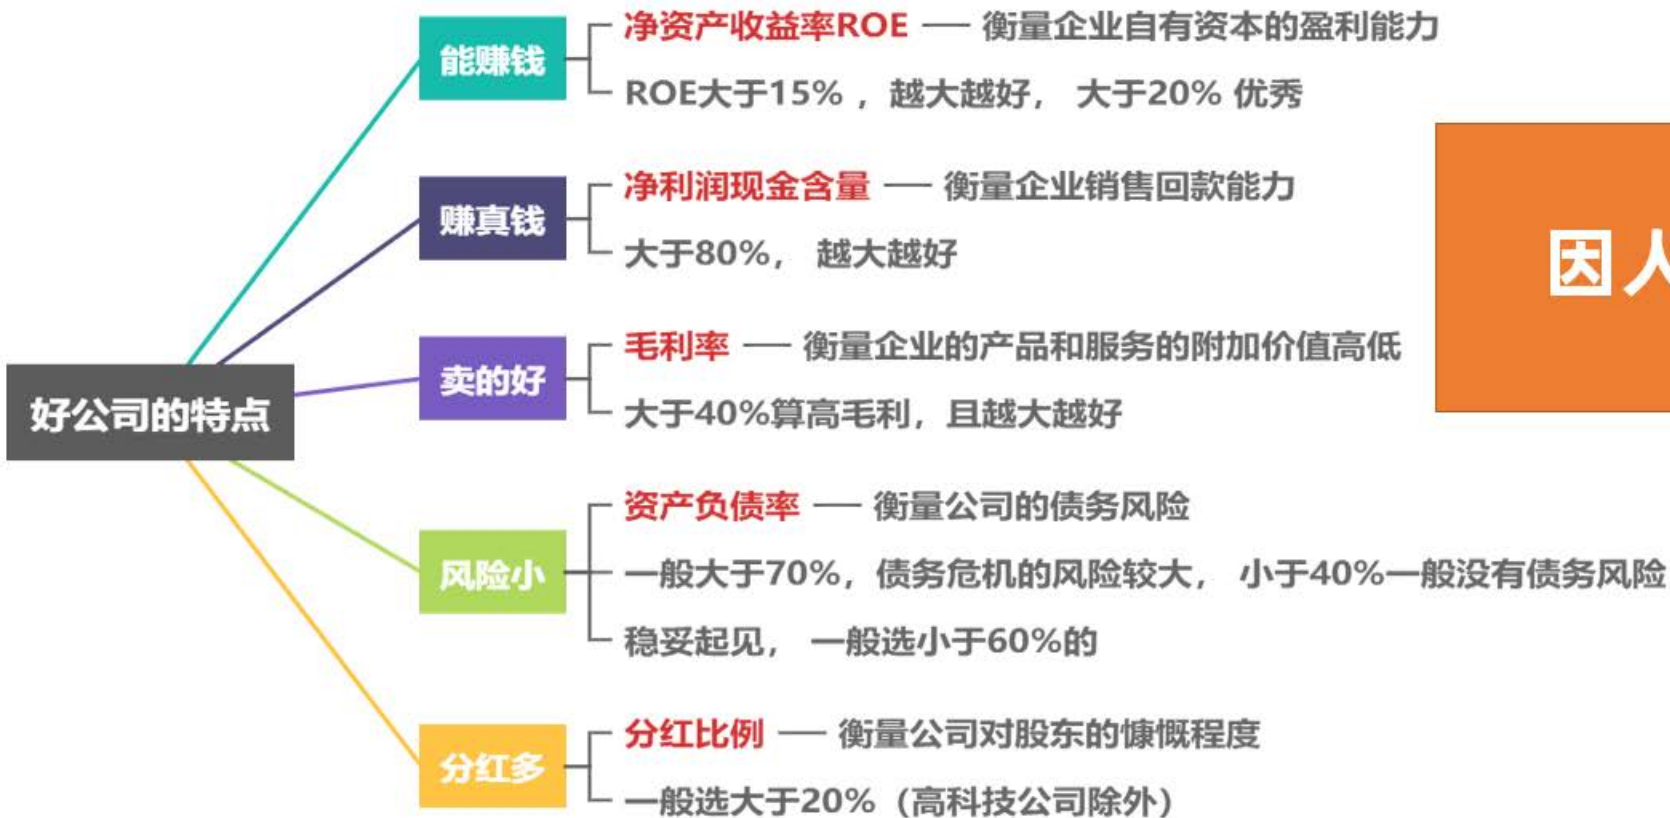 好公司的特点
能赚钱
净资产收益率ROE — 衡量企业自有资本的盈利能力
ROE大于15% ，越大越好， 大于20% 优秀
赚真钱
净利润现金含量 — 衡量企业销售回款能力
大于80%， 越大越好
卖的好
毛利率 — 衡量企业的产品和服务的附加价值高低
大于40%算高毛利，且越大越好
风险小
资产负债率 — 衡量公司的债务风险
一般大于70%，债务危机的风险较大， 小于40%一般没有债务风险
稳妥起见， 一般选小于60%的
分红多
分红比例 — 衡量公司对股东的慷慨程度
一般选大于20%（高科技公司除外）
因